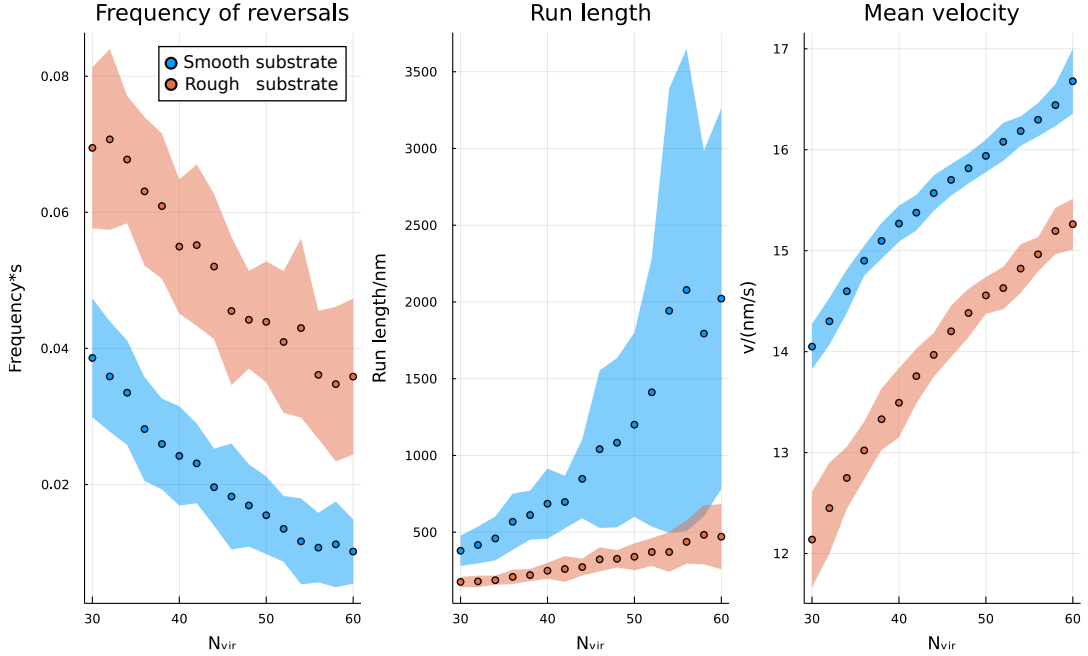 Frequency of reversals
Frequency*s
0.08
0.06
0.04
0.02
Smooth substrate
Rough substrate
30 40 50 60
Nᵥᵢᵣ
Run length
Run length/nm
3500
3000
2500
2000
1500
1000
500
30 40 50 60
Nᵥᵢᵣ
Mean velocity
v/(nm/s)
17
16
15
14
13
12
30 40 50 60
Nᵥᵢᵣ